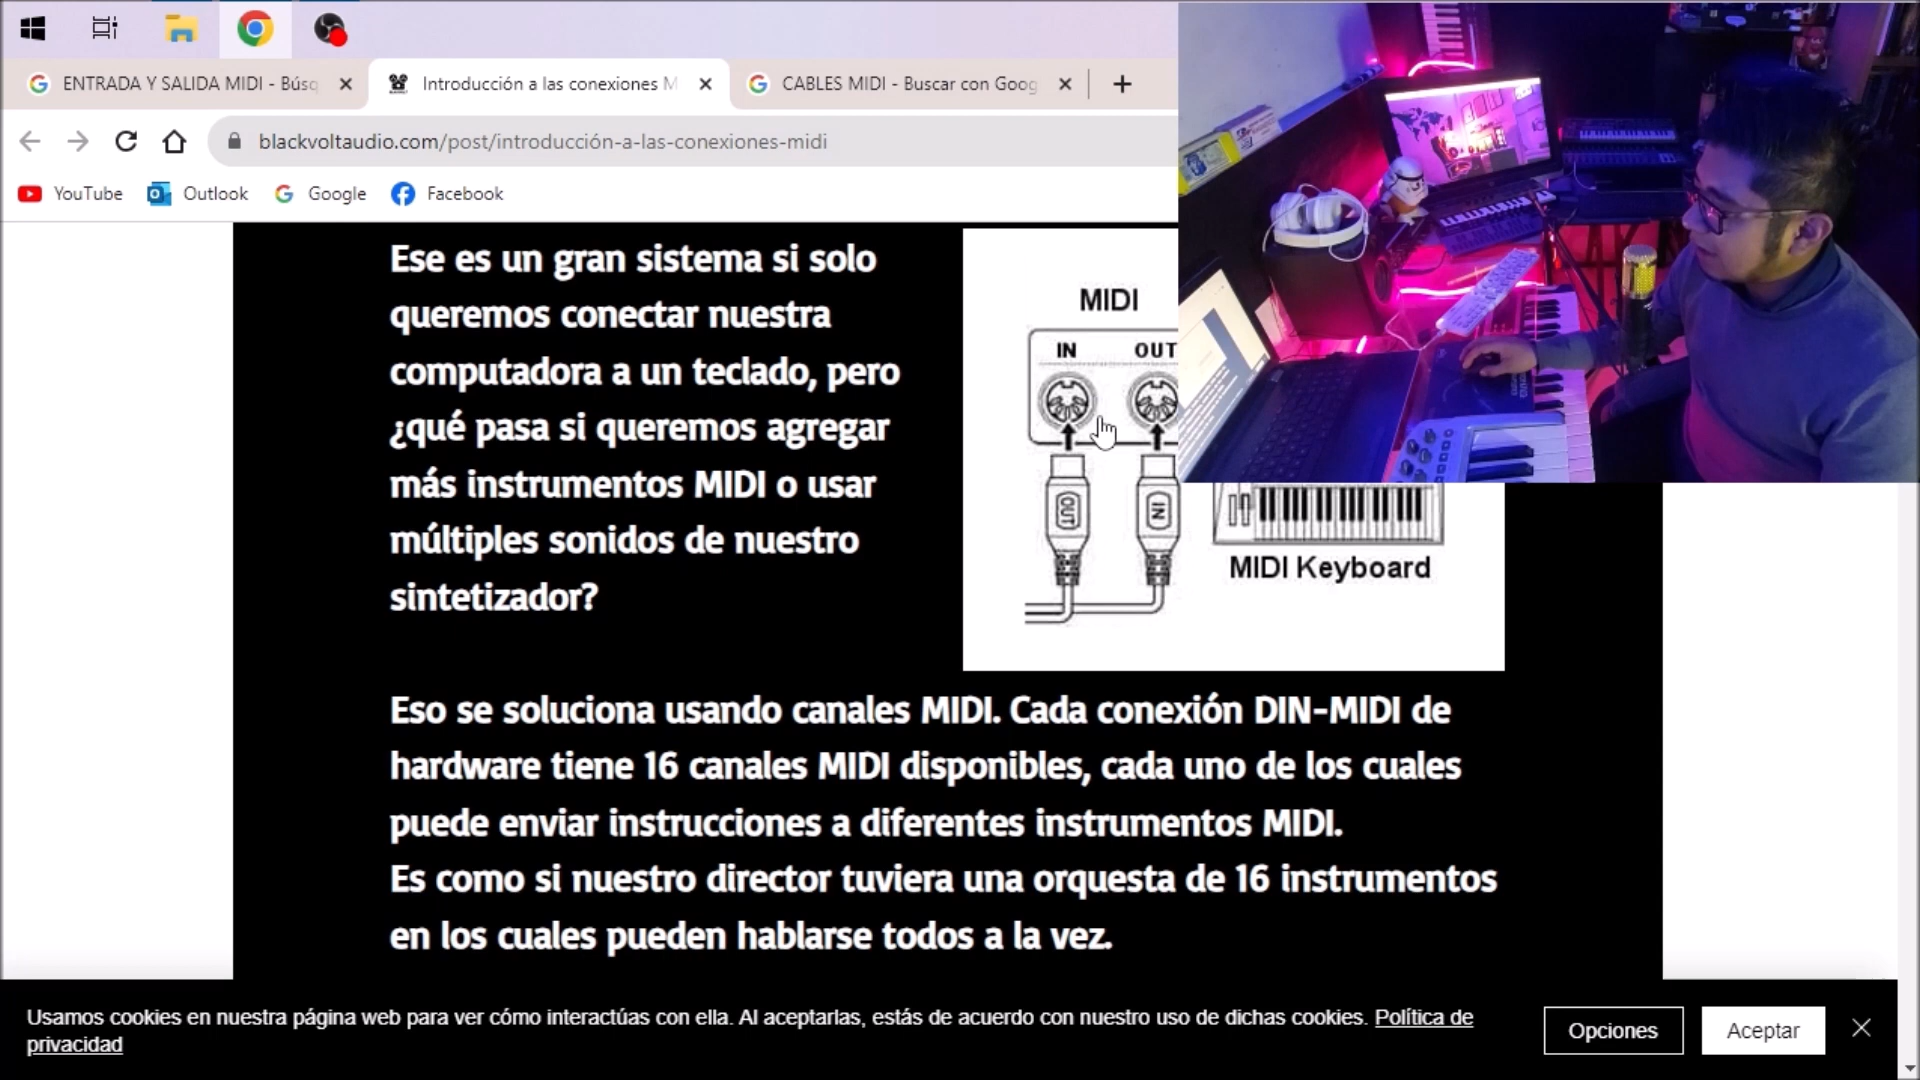 ENTRADA Y SALIDA MIDI - Búsq
Introducción a las conexiones M
CABLES MIDI - Buscar con Goog
blackvoltaudio.com/post/introducción-a-las-conexiones-midi
YouTube
Outlook
Google
Facebook
Ese es un gran sistema si solo
queremos conectar nuestra
computadora a un teclado, pero
¿qué pasa si queremos agregar
más instrumentos MIDI o usar
múltiples sonidos de nuestro
sintetizador?
MIDI
IN OUT
OUT IN
MIDI Keyboard
Eso se soluciona usando canales MIDI. Cada conexión DIN-MIDI de
hardware tiene 16 canales MIDI disponibles, cada uno de los cuales
puede enviar instrucciones a diferentes instrumentos MIDI.
Es como si nuestro director tuviera una orquesta de 16 instrumentos
en los cuales pueden hablarse todos a la vez.
Usamos cookies en nuestra página web para ver cómo interactúas con ella. Al aceptarlas, estás de acuerdo con nuestro uso de dichas cookies. Política de
privacidad
Opciones
Aceptar